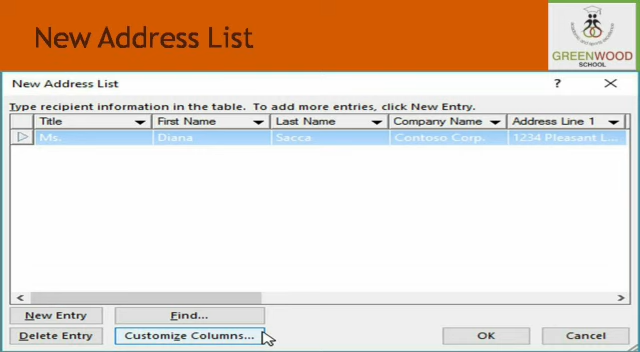 New Address List
GREENWOOD
SCHOOL
New Address List
?
Type recipient information in the table. To add more entries, click New Entry.
Title First Name Last Name Company Name Address Line 1
Ms. Diana Sacca Contoso Corp. 1234 Pleasant L...
New Entry Find...
Delete Entry Customize Columns... OK Cancel